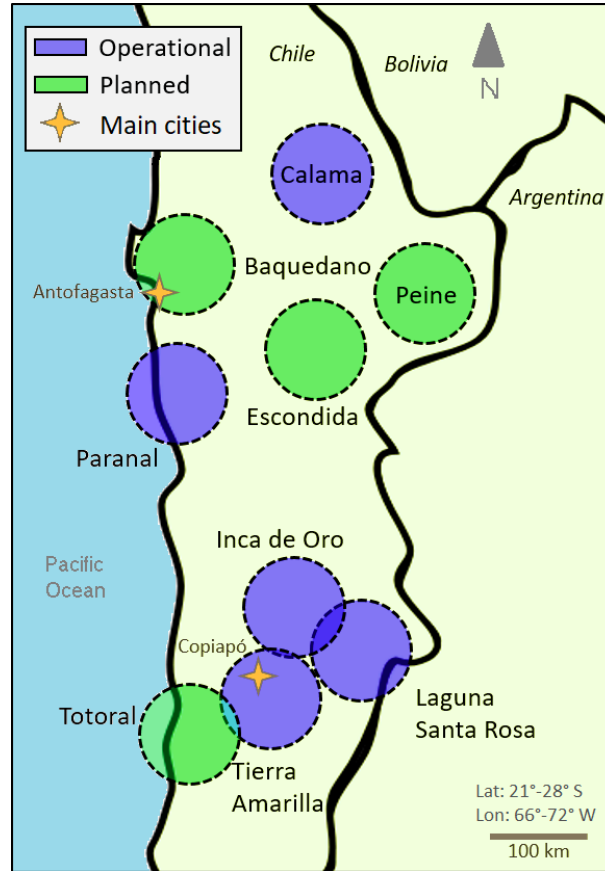 Operational
Planned
Main cities
Chile
Bolivia
N
Argentina
Calama
Baquedano
Antofagasta
Peine
Escondida
Paranal
Inca de Oro
Pacific
Ocean
Copiapó
Totoral
Laguna
Santa Rosa
Tierra
Amarilla
Lat: 21°-28° S
Lon: 66°-72° W
100 km